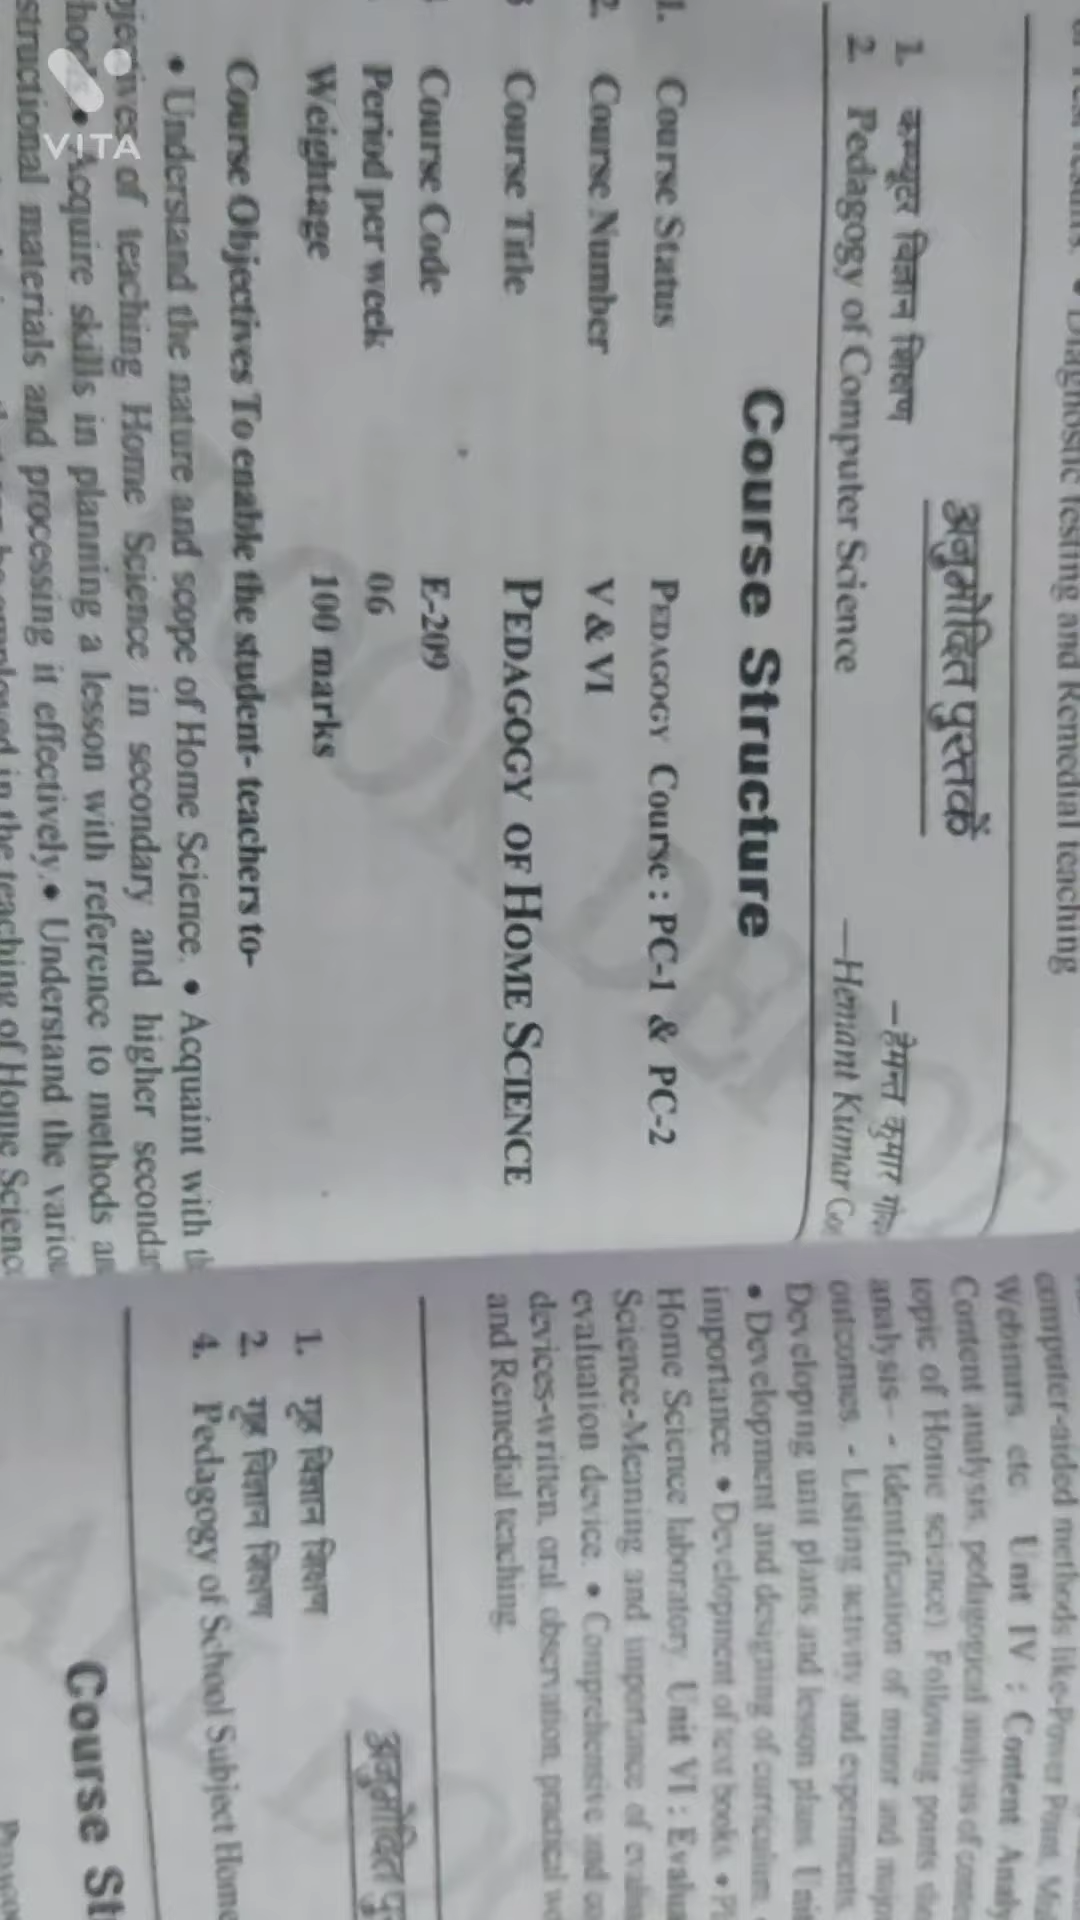 VITA
of Test results. • Diagnostic testing and Remedial teaching
अनुमोदित पुस्तकें
1. कम्प्यूटर विज्ञान शिक्षण –हेमन्त कुमार
2. Pedagogy of Computer Science —Hemant Kumar
Course Structure
1. Course Status PEDAGOGY Course : PC-1 & PC-2
2. Course Number V & VI
3 Course Title PEDAGOGY OF HOME SCIENCE
Course Code E-209
Period per week 06
Weightage 100 marks
Course Objectives To enable the student- teachers to-
• Understand the nature and scope of Home Science. • Acquaint with
of teaching Home Science in secondary and higher
• Acquire skills in planning a lesson with reference to methods
materials and processing it effectively. • Understand the
in the teaching of Home
computer-aided methods like-Power Point,
Webinars etc. Unit IV : Content
Content analysis, pedagogical analysis of
topic of Home science) Following points
analysis- - Identification of minor and
outcomes. - Listing activity and experiments.
Developing unit plans and lesson plans.
• Development and designing of curriculum.
importance. • Development of text books. •
Home Science laboratory. Unit VI :
Science-Meaning and importance of
evaluation device. • Comprehensive and
devices-written, oral, observation, practical
and Remedial teaching.
अनुमोदित
1. गृह विज्ञान शिक्षण
2. गृह विज्ञान शिक्षण
4. Pedagogy of School Subject Home
Course